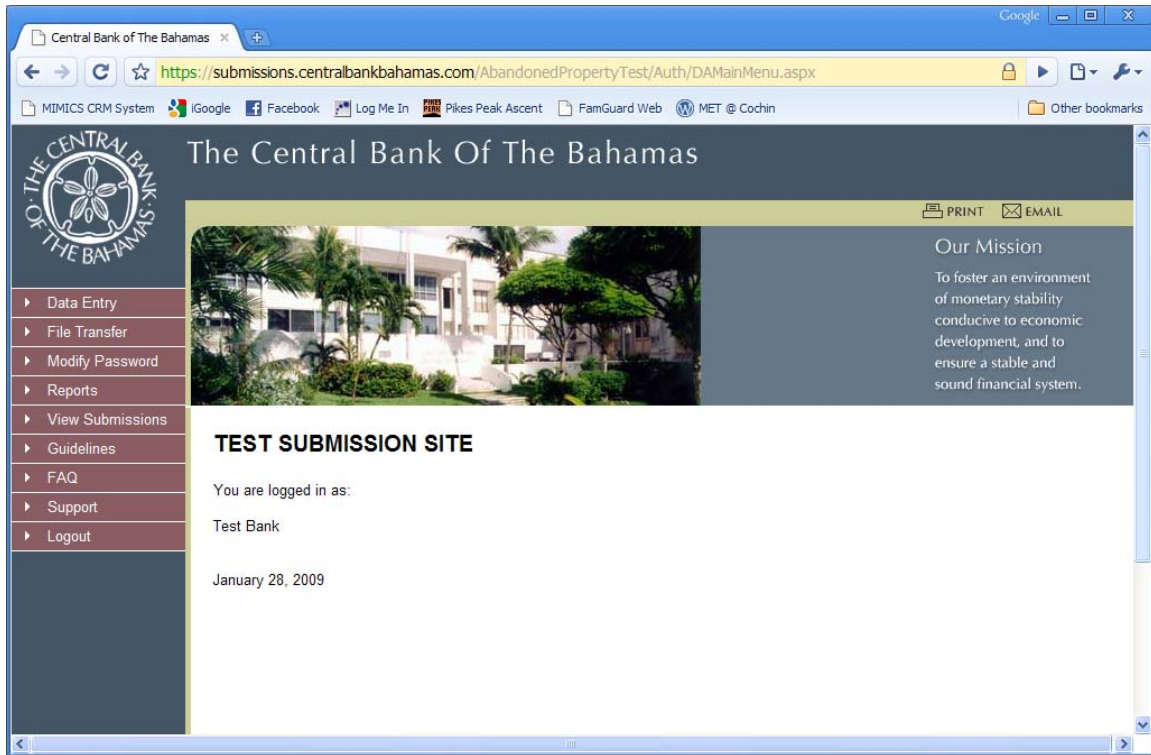 Google
Central Bank of The Bahamas
https://submissions.centralbankbahamas.com/AbandonedPropertyTest/Auth/DAMainMenu.aspx
MIMICS CRM System iGoogle Facebook Log Me In PIKES PEAK Pikes Peak Ascent FamGuard Web MET @ Cochin Other bookmarks
THE CENTRAL BANK OF THE BAHAMAS
The Central Bank Of The Bahamas
PRINT EMAIL
Our Mission
To foster an environment
of monetary stability
conducive to economic
development, and to
ensure a stable and
sound financial system.
Data Entry
File Transfer
Modify Password
Reports
View Submissions
Guidelines
FAQ
Support
Logout
TEST SUBMISSION SITE
You are logged in as:
Test Bank
January 28, 2009